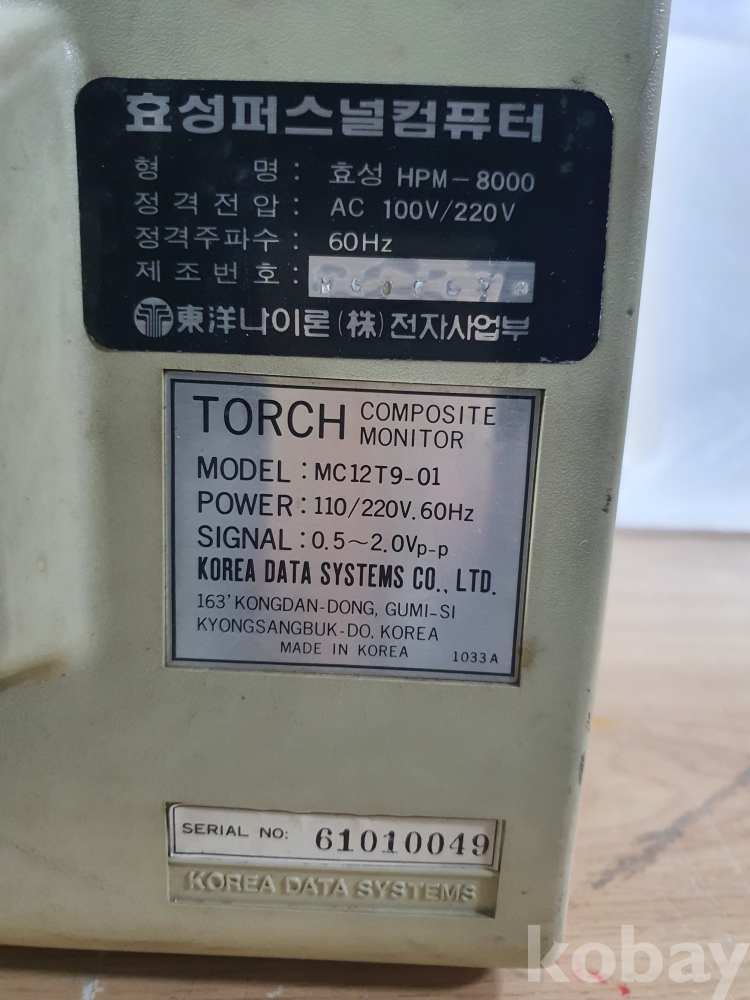 효성퍼스널컴퓨터
형 명 : 효성 HPM-8000
정격전압 : AC 100V/220V
정격주파수 : 60Hz
제조번호 :
東洋나이론(株)전자사업부
TORCH COMPOSITE MONITOR
MODEL : MC12T9-01
POWER : 110/220V.60Hz
SIGNAL : 0.5~2.0Vp-p
KOREA DATA SYSTEMS CO., LTD.
163' KONGDAN-DONG, GUMI-SI
KYONGSANGBUK-DO, KOREA
MADE IN KOREA 1033A
SERIAL NO: 61010049
KOREA DATA SYSTEMS
kobay